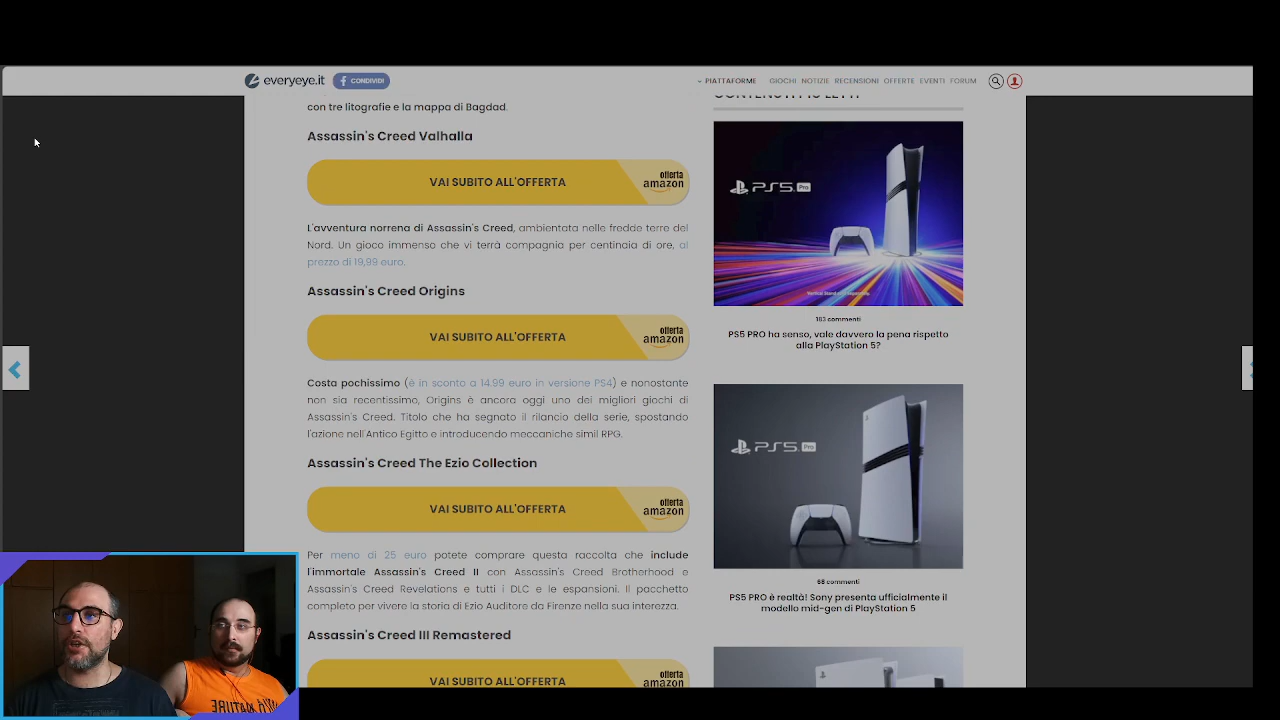 everyeye.it
CONDIVIDI
PIATTAFORME GIOCHI NOTIZIE RECENSIONI OFFERTE EVENTI FORUM
con tre litografie e la mappa di Bagdad.
Assassin's Creed Valhalla
VAI SUBITO ALL'OFFERTA
offerta
amazon
L'avventura norrena di Assassin's Creed, ambientata nelle fredde terre del
Nord. Un gioco immenso che vi terrà compagnia per centinaia di ore, al
prezzo di 19,99 euro.
Assassin's Creed Origins
VAI SUBITO ALL'OFFERTA
offerta
amazon
Costa pochissimo (è in sconto a 14.99 euro in versione PS4) e nonostante
non sia recentissimo, Origins è ancora oggi uno dei migliori giochi di
Assassin's Creed. Titolo che ha segnato il rilancio della serie, spostando
l'azione nell'Antico Egitto e introducendo meccaniche simil RPG.
Assassin's Creed The Ezio Collection
VAI SUBITO ALL'OFFERTA
offerta
amazon
Per meno di 25 euro potete comprare questa raccolta che include
l'immortale Assassin's Creed II con Assassin's Creed Brotherhood e
Assassin's Creed Revelations e tutti i DLC e le espansioni. Il pacchetto
completo per vivere la storia di Ezio Auditore da Firenze nella sua interezza.
Assassin's Creed III Remastered
VAI SUBITO ALL'OFFERTA
offerta
amazon
CONTENUTI PIÙ LETTI
PS5 Pro
183 commenti
PS5 PRO ha senso, vale davvero la pena rispetto
alla PlayStation 5?
PS5 Pro
68 commenti
PS5 PRO è realtà! Sony presenta ufficialmente il
modello mid-gen di PlayStation 5